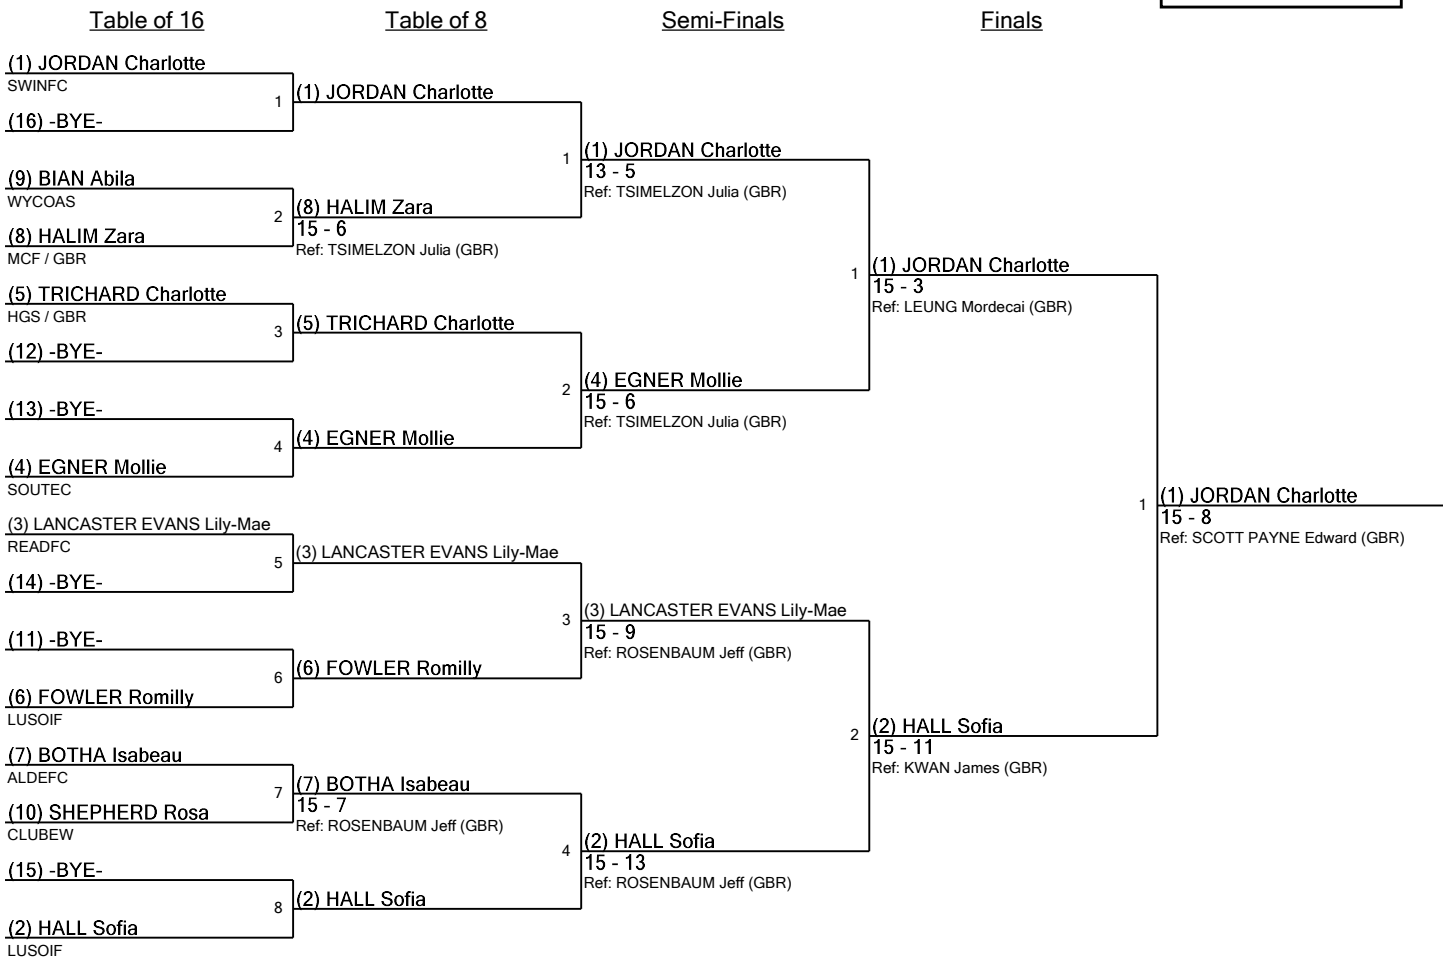 Table of 16
Table of 8
Semi-Finals
Finals
(1) JORDAN Charlotte
SWINFC
1
(16) -BYE-
(9) BIAN Abila
WYCOAS
2
(8) HALIM Zara
MCF / GBR
(5) TRICHARD Charlotte
HGS / GBR
3
(12) -BYE-
(13) -BYE-
4
(4) EGNER Mollie
SOUTEC
(3) LANCASTER EVANS Lily-Mae
READFC
5
(14) -BYE-
(11) -BYE-
6
(6) FOWLER Romilly
LUSOIF
(7) BOTHA Isabeau
ALDEFC
7
(10) SHEPHERD Rosa
CLUBEW
(15) -BYE-
8
(2) HALL Sofia
LUSOIF
(1) JORDAN Charlotte
1
(8) HALIM Zara
15 - 6
Ref: TSIMELZON Julia (GBR)
(5) TRICHARD Charlotte
2
(4) EGNER Mollie
(3) LANCASTER EVANS Lily-Mae
3
(6) FOWLER Romilly
(7) BOTHA Isabeau
15 - 7
Ref: ROSENBAUM Jeff (GBR)
4
(2) HALL Sofia
(1) JORDAN Charlotte
13 - 5
Ref: TSIMELZON Julia (GBR)
1
(4) EGNER Mollie
15 - 6
Ref: TSIMELZON Julia (GBR)
(3) LANCASTER EVANS Lily-Mae
15 - 9
Ref: ROSENBAUM Jeff (GBR)
2
(2) HALL Sofia
15 - 13
Ref: ROSENBAUM Jeff (GBR)
(1) JORDAN Charlotte
15 - 3
Ref: LEUNG Mordecai (GBR)
1
(2) HALL Sofia
15 - 11
Ref: KWAN James (GBR)
(1) JORDAN Charlotte
15 - 8
Ref: SCOTT PAYNE Edward (GBR)